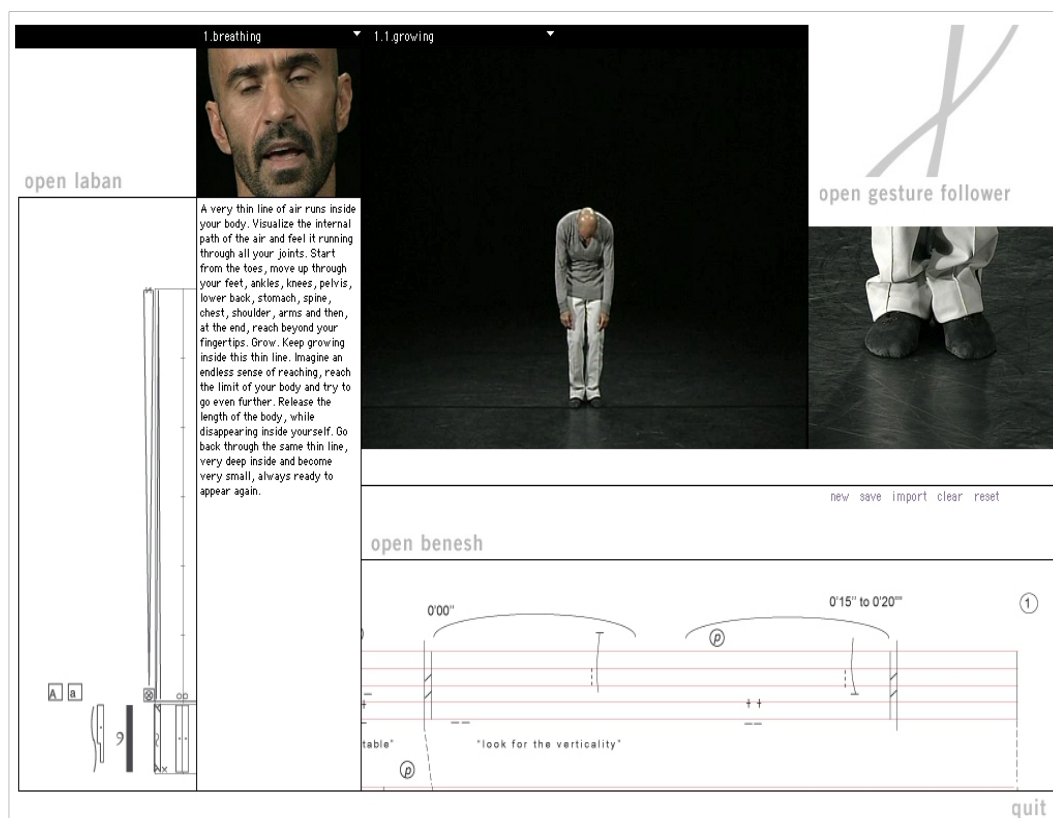 1.breathing
1.1.growing
open laban
open gesture follower
A very thin line of air runs inside
your body. Visualize the internal
path of the air and feel it running
through all your joints. Start
from the toes, move up through
your feet, ankles, knees, pelvis,
lower back, stomach, spine,
chest, shoulder, arms and then,
at the end, reach beyond your
fingertips. Grow. Keep growing
inside this thin line. Imagine an
endless sense of reaching, reach
the limit of your body and try to
go even further. Release the
length of the body, while
disappearing inside yourself. Go
back through the same thin line,
very deep inside and become
very small, always ready to
appear again.
new save import clear reset
open benesh
0'00"
0'15" to 0'20""
1
p
A a
9
table"
"look for the verticality"
p
quit